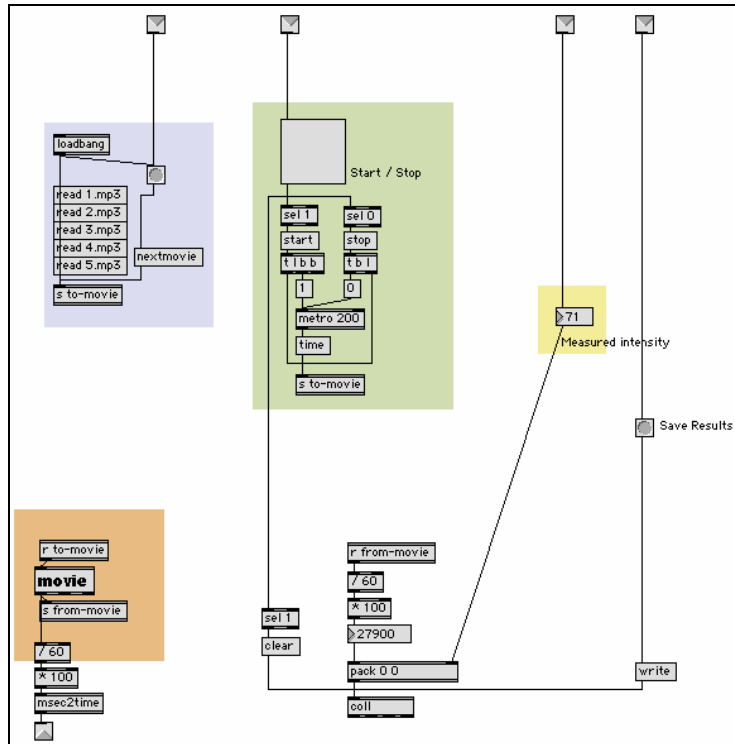 loadbang
read 1.mp3
read 2.mp3
read 3.mp3
read 4.mp3
read 5.mp3
nextmovie
s to-movie
Start / Stop
sel 1
sel 0
start
stop
t l b b
t b l
1
0
metro 200
time
s to-movie
71
Measured intensity
Save Results
r to-movie
movie
s from-movie
/ 60
* 100
msec2time
r from-movie
/ 60
* 100
27900
sel 1
clear
pack 0 0
write
coll